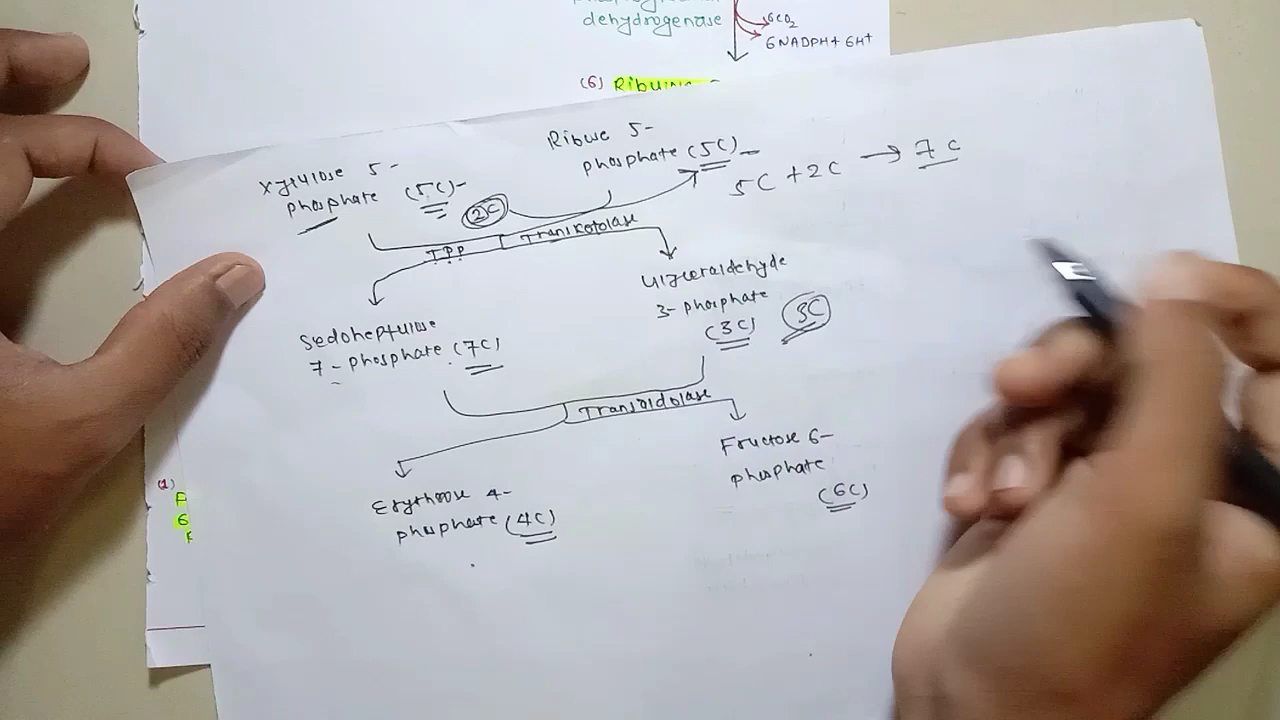 dehydrogenase
6CO₂
6NADPH+ 6H⁺
(6)
Xylulose 5-
phosphate (5C)-
Ribose 5-
phosphate (5C)-
5C +2C → 7C
2C
TPP
Transketolase
Sedoheptulose
7-phosphate (7C)
Glyceraldehyde
3-phosphate
(3C)
3C
Transaldolase
Erythrose 4-
phosphate (4C)
Fructose 6-
phosphate
(6C)
(1)